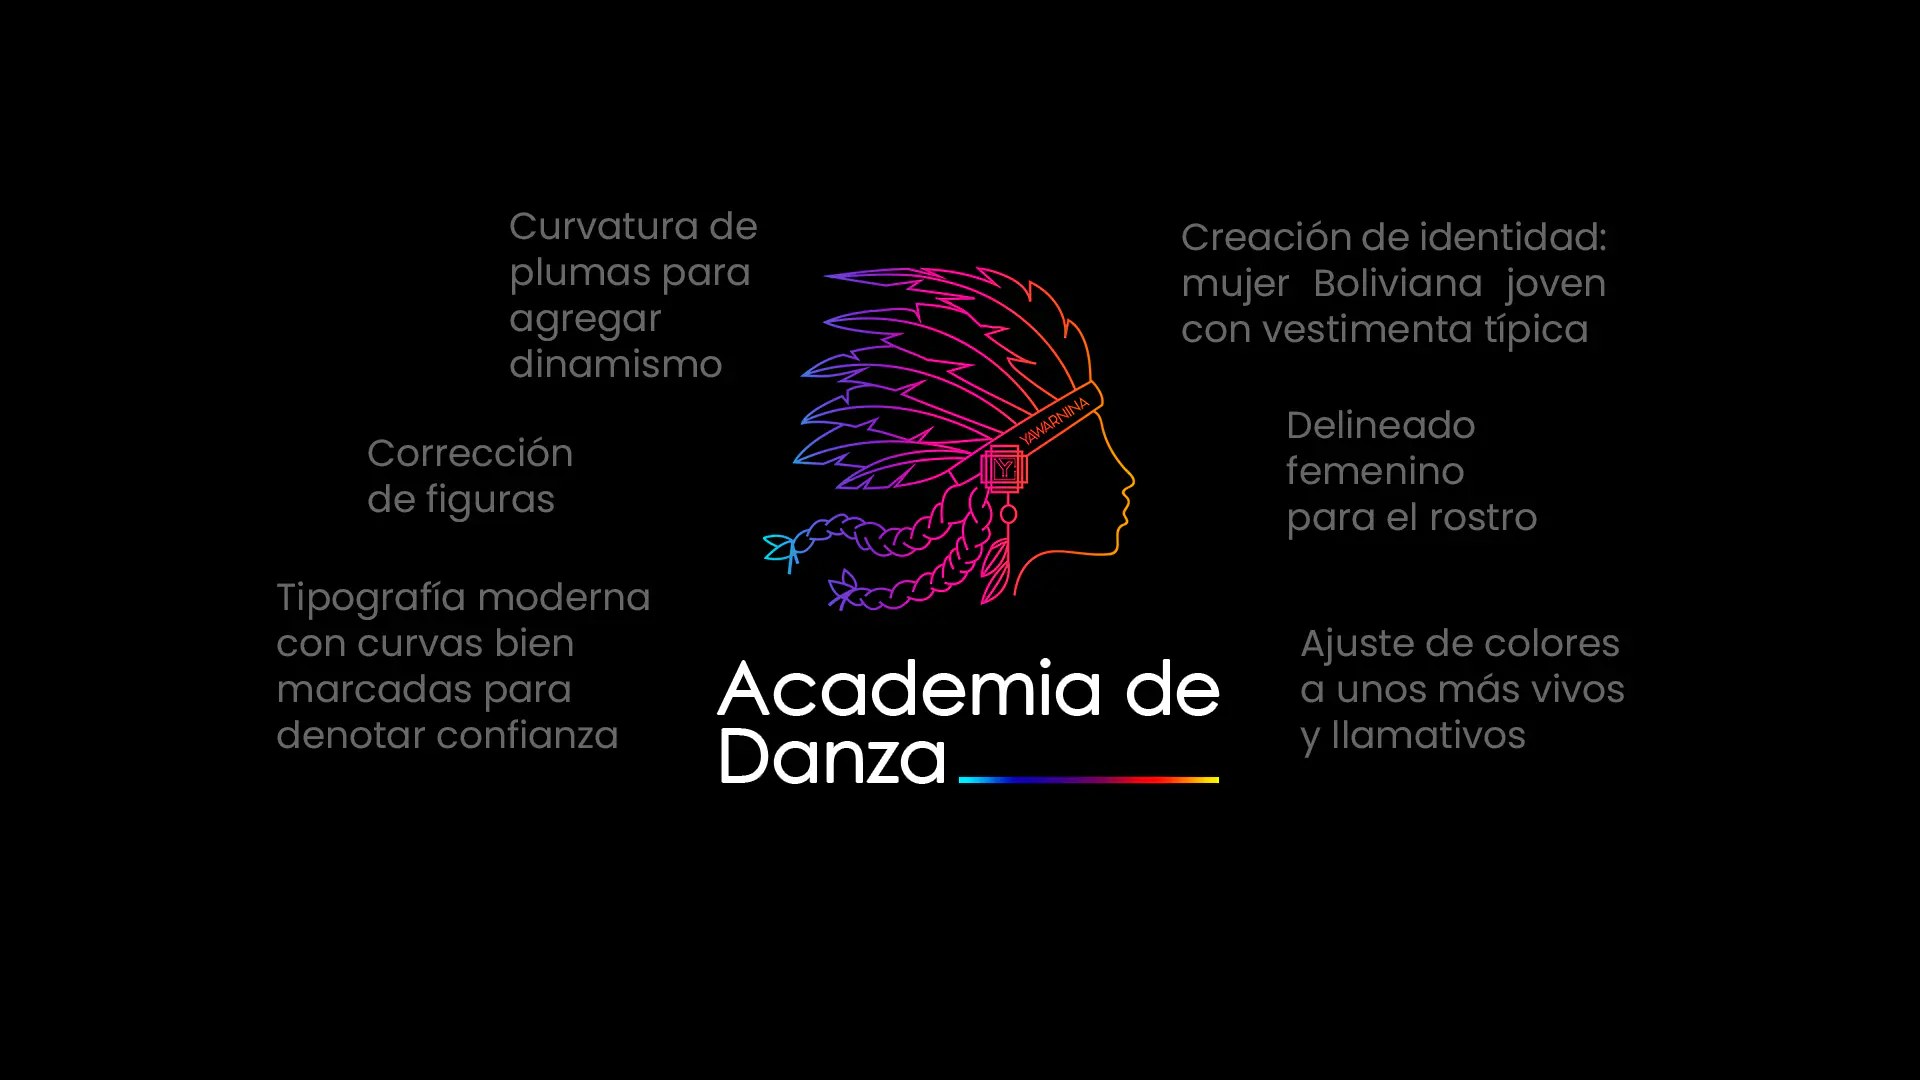 Curvatura de
plumas para
agregar
dinamismo
Corrección
de figuras
Tipografía moderna
con curvas bien
marcadas para
denotar confianza
YAWARNINA
Y
Academia de
Danza
Creación de identidad:
mujer Boliviana joven
con vestimenta típica
Delineado
femenino
para el rostro
Ajuste de colores
a unos más vivos
y llamativos